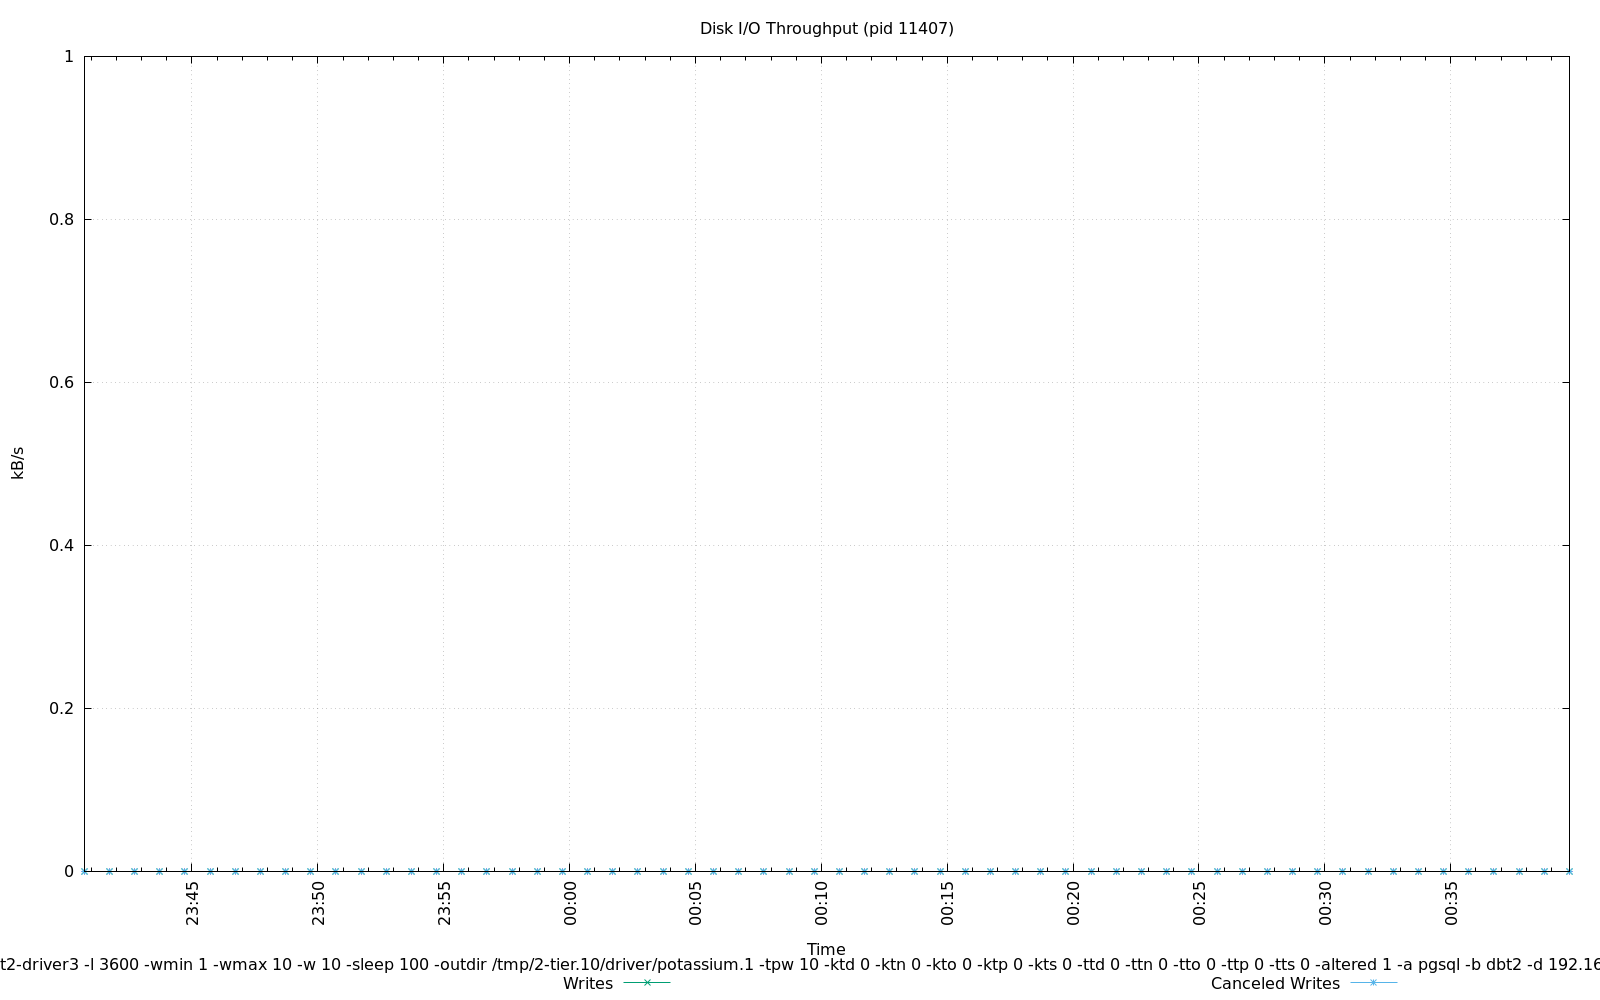 Disk I/O Throughput (pid 11407)
1
0.8
0.6
0.4
0.2
0
kB/s
23:45
23:50
23:55
00:00
00:05
00:10
00:15
00:20
00:25
00:30
00:35
Time
t2-driver3 -l 3600 -wmin 1 -wmax 10 -w 10 -sleep 100 -outdir /tmp/2-tier.10/driver/potassium.1 -tpw 10 -ktd 0 -ktn 0 -kto 0 -ktp 0 -kts 0 -ttd 0 -ttn 0 -tto 0 -ttp 0 -tts 0 -altered 1 -a pgsql -b dbt2 -d 192.16
Writes
Canceled Writes